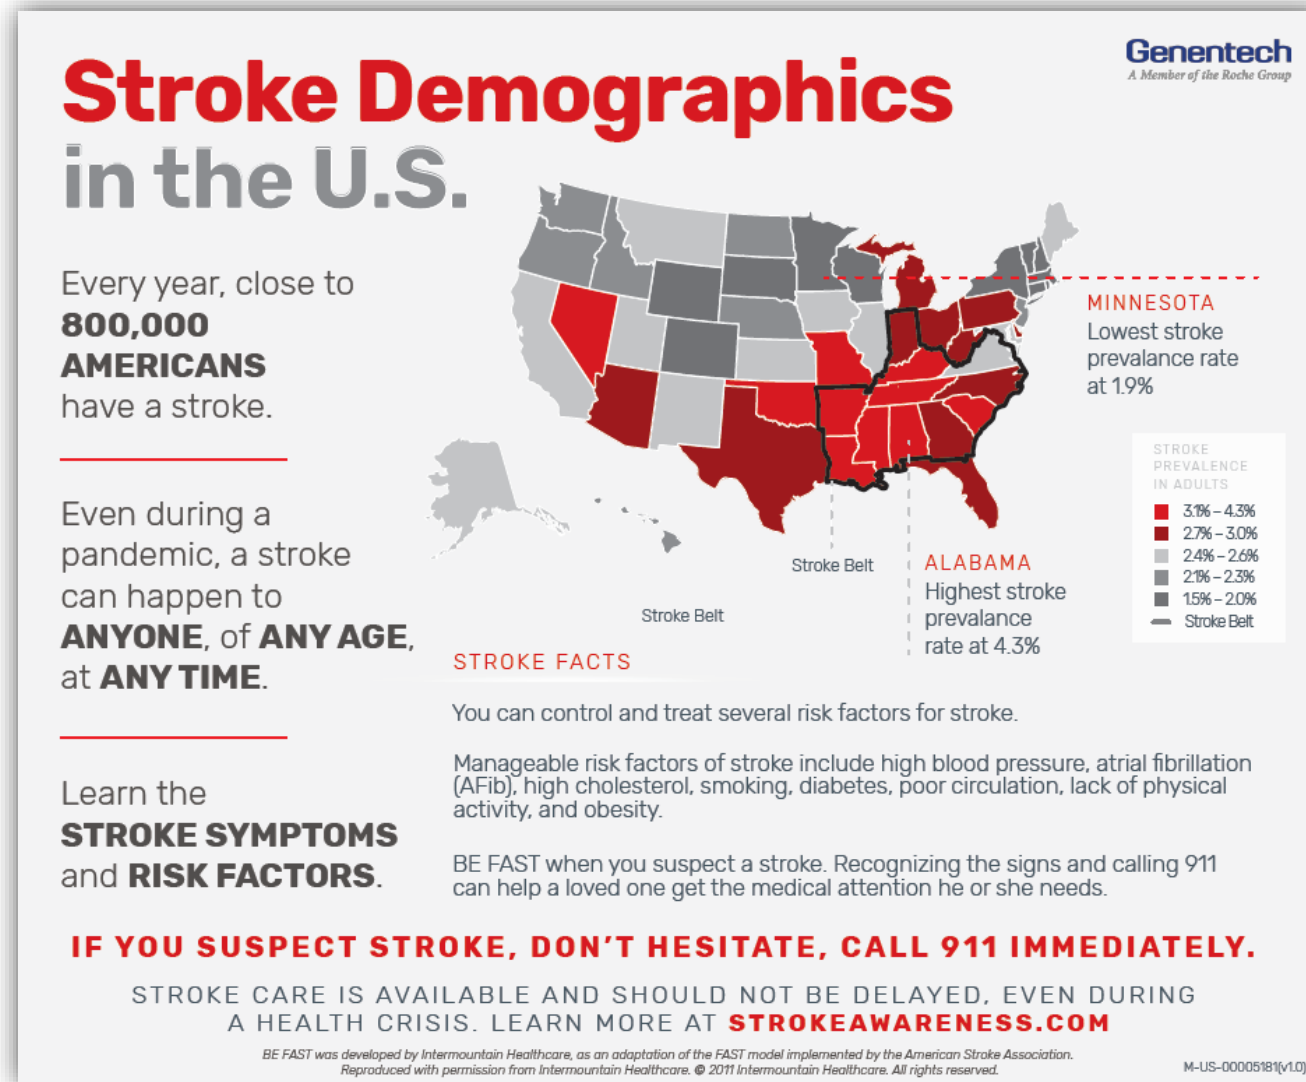 Genentech
A Member of the Roche Group
Stroke Demographics
in the U.S.
Every year, close to
800,000
AMERICANS
have a stroke.
Even during a
pandemic, a stroke
can happen to
ANYONE, of ANY AGE,
at ANY TIME.
Learn the
STROKE SYMPTOMS
and RISK FACTORS.
MINNESOTA
Lowest stroke
prevalance rate
at 1.9%
STROKE
PREVALENCE
IN ADULTS
3.1% – 4.3%
2.7% – 3.0%
2.4% – 2.6%
2.1% – 2.3%
1.5% – 2.0%
Stroke Belt
Stroke Belt
ALABAMA
Highest stroke
prevalance
rate at 4.3%
Stroke Belt
STROKE FACTS
You can control and treat several risk factors for stroke.
Manageable risk factors of stroke include high blood pressure, atrial fibrillation
(AFib), high cholesterol, smoking, diabetes, poor circulation, lack of physical
activity, and obesity.
BE FAST when you suspect a stroke. Recognizing the signs and calling 911
can help a loved one get the medical attention he or she needs.
IF YOU SUSPECT STROKE, DON'T HESITATE, CALL 911 IMMEDIATELY.
STROKE CARE IS AVAILABLE AND SHOULD NOT BE DELAYED, EVEN DURING
A HEALTH CRISIS. LEARN MORE AT STROKEAWARENESS.COM
BE FAST was developed by Intermountain Healthcare, as an adaptation of the FAST model implemented by the American Stroke Association.
Reproduced with permission from Intermountain Healthcare. © 2011 Intermountain Healthcare. All rights reserved.
M-US-00005181(v1.0)